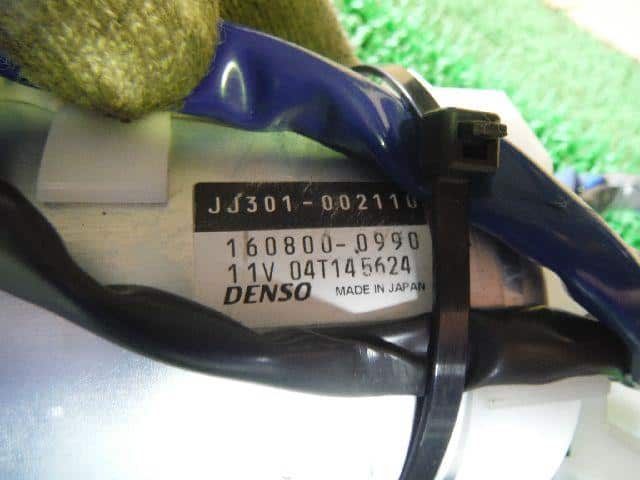 JJ301-002110
160800-0990
11V 04T145624
DENSO MADE IN JAPAN